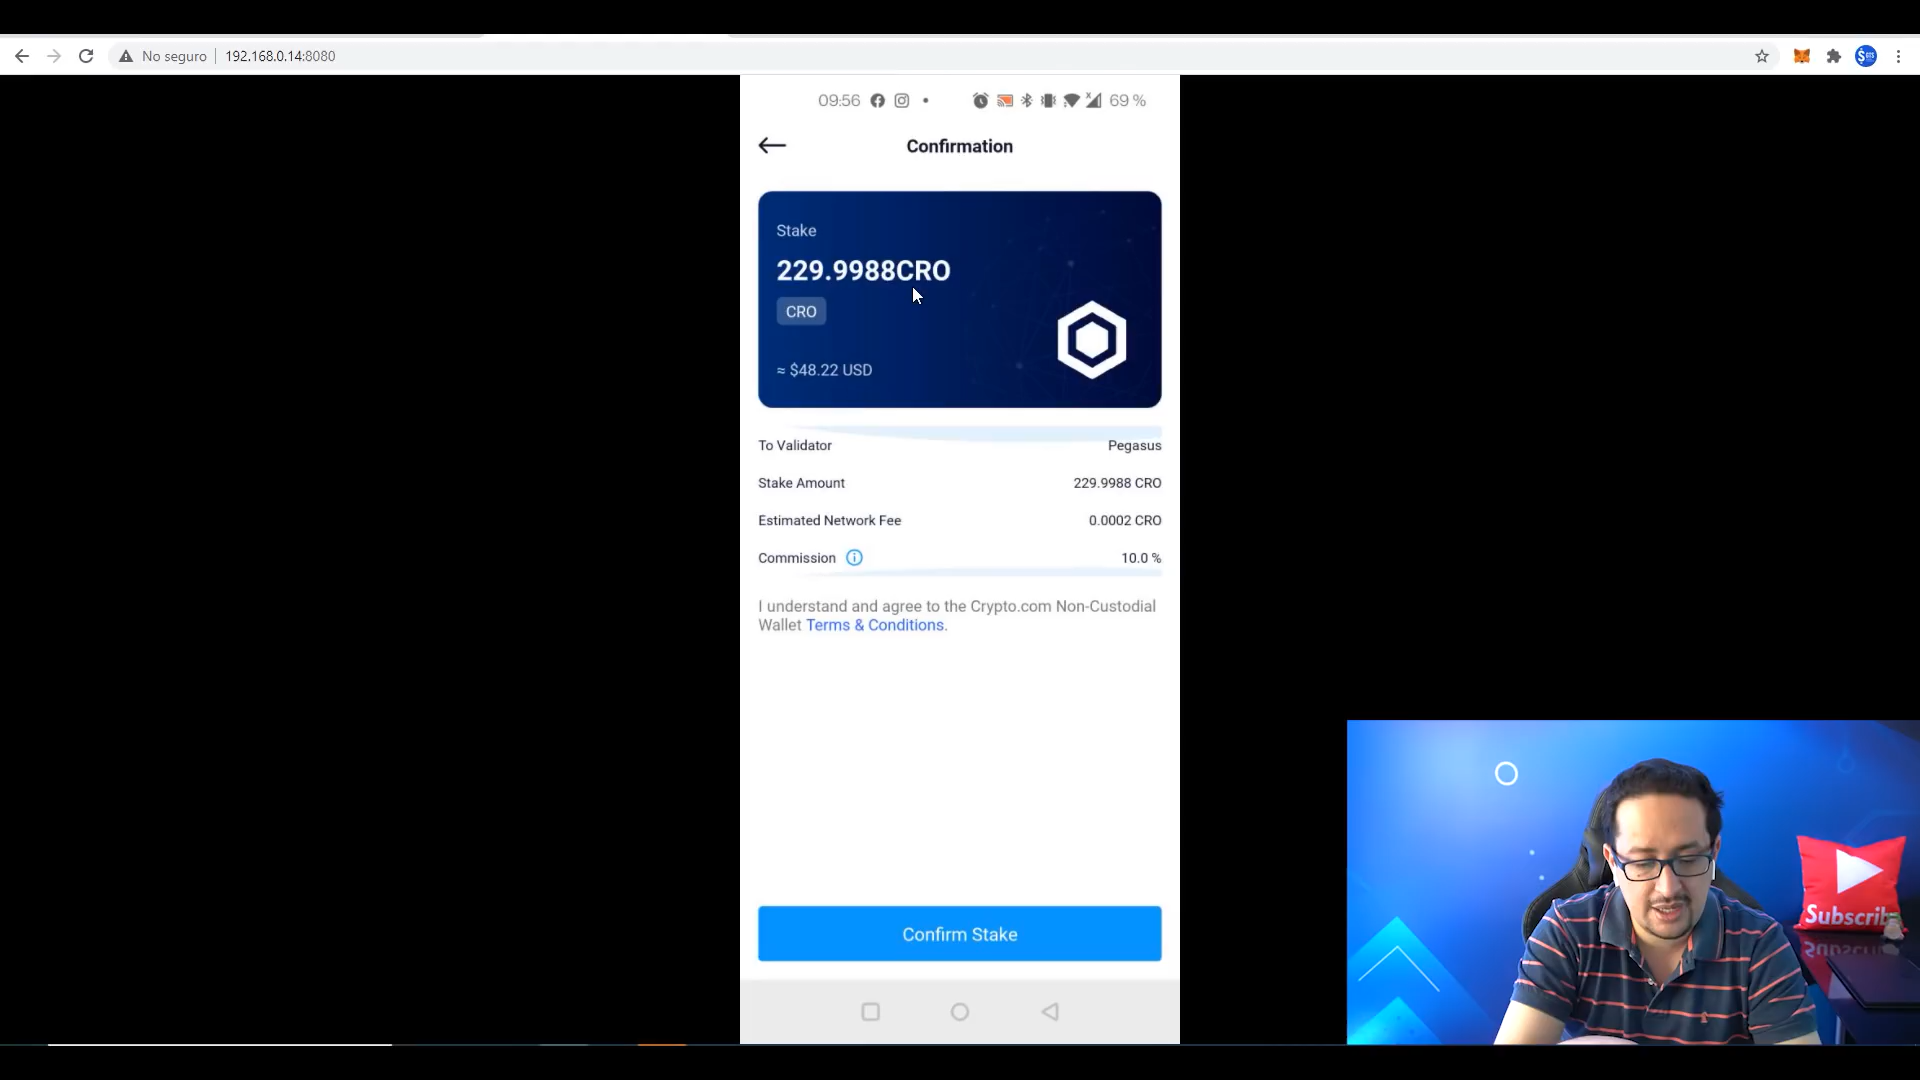 No seguro
192.168.0.14:8080
09:56
69 %
Confirmation
Stake
229.9988CRO
CRO
≈ $48.22 USD
To Validator
Pegasus
Stake Amount
229.9988 CRO
Estimated Network Fee
0.0002 CRO
Commission
10.0 %
I understand and agree to the Crypto.com Non-Custodial
Wallet Terms & Conditions.
Confirm Stake
Subscrib